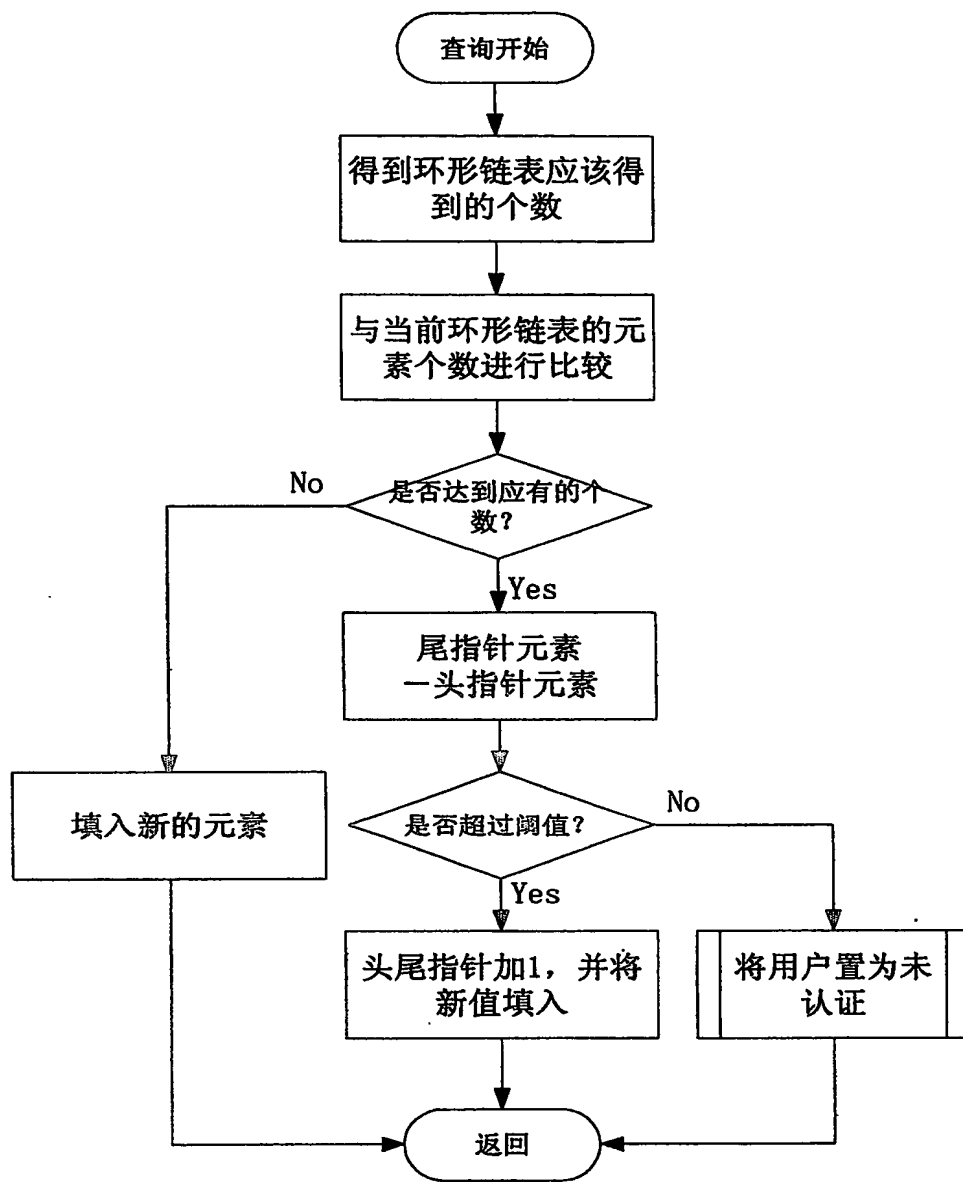 查询开始
得到环形链表应该得
到的个数
与当前环形链表的元
素个数进行比较
No
是否达到应有的个
数?
Yes
尾指针元素
—头指针元素
填入新的元素
是否超过阈值?
No
Yes
头尾指针加1，并将
新值填入
将用户置为未
认证
返回